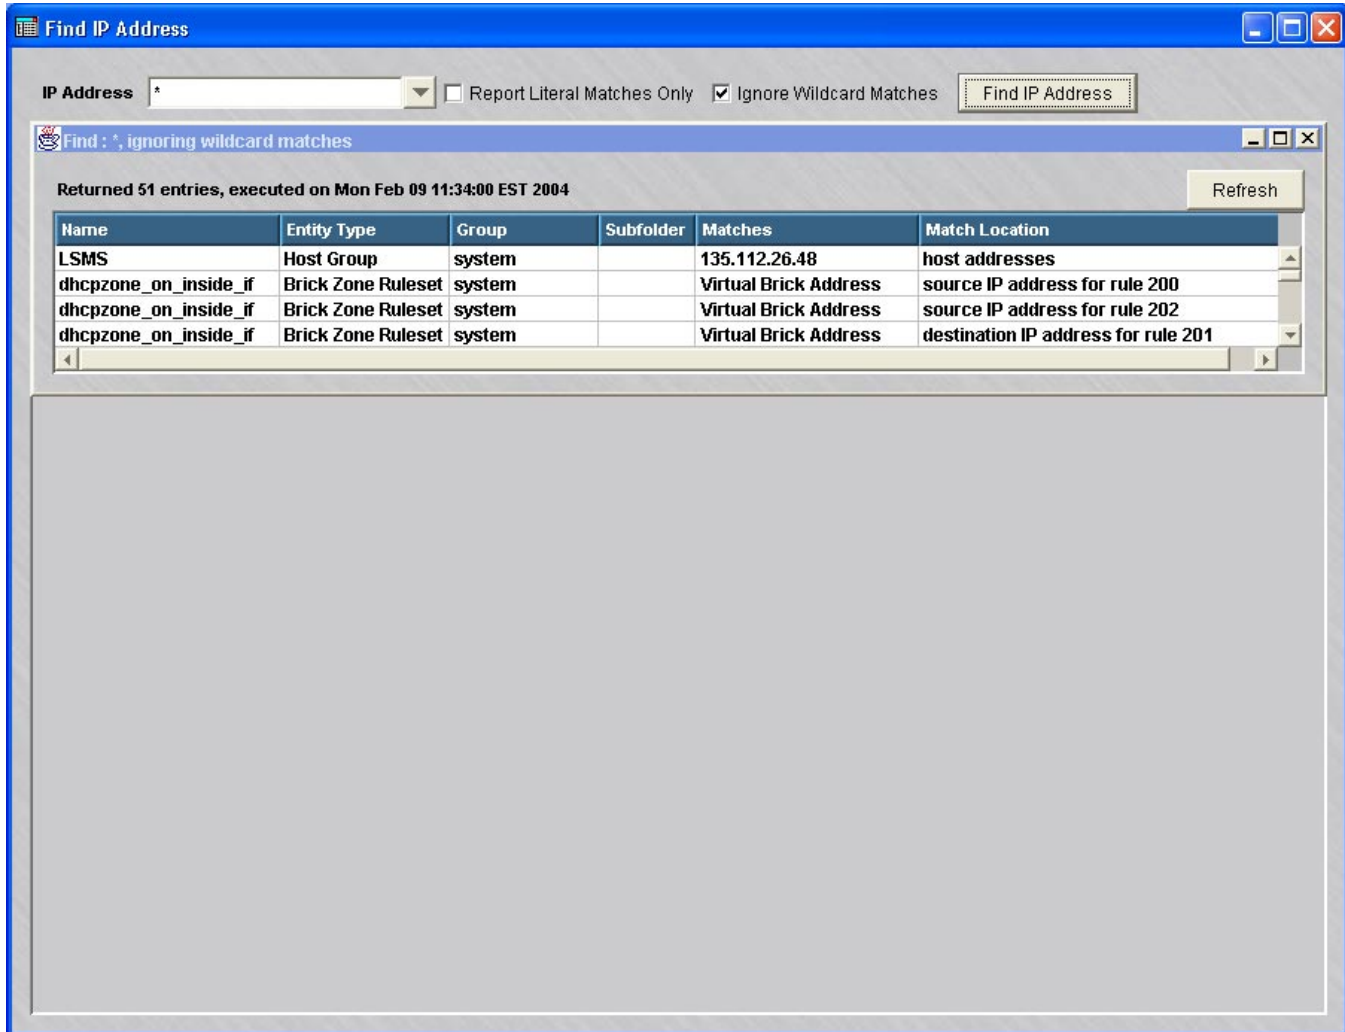 Find IP Address
IP Address * Report Literal Matches Only Ignore Wildcard Matches Find IP Address
Find : *, ignoring wildcard matches
Returned 51 entries, executed on Mon Feb 09 11:34:00 EST 2004 Refresh
Name Entity Type Group Subfolder Matches Match Location
LSMS Host Group system 135.112.26.48 host addresses
dhcpzone_on_inside_if Brick Zone Ruleset system Virtual Brick Address source IP address for rule 200
dhcpzone_on_inside_if Brick Zone Ruleset system Virtual Brick Address source IP address for rule 202
dhcpzone_on_inside_if Brick Zone Ruleset system Virtual Brick Address destination IP address for rule 201